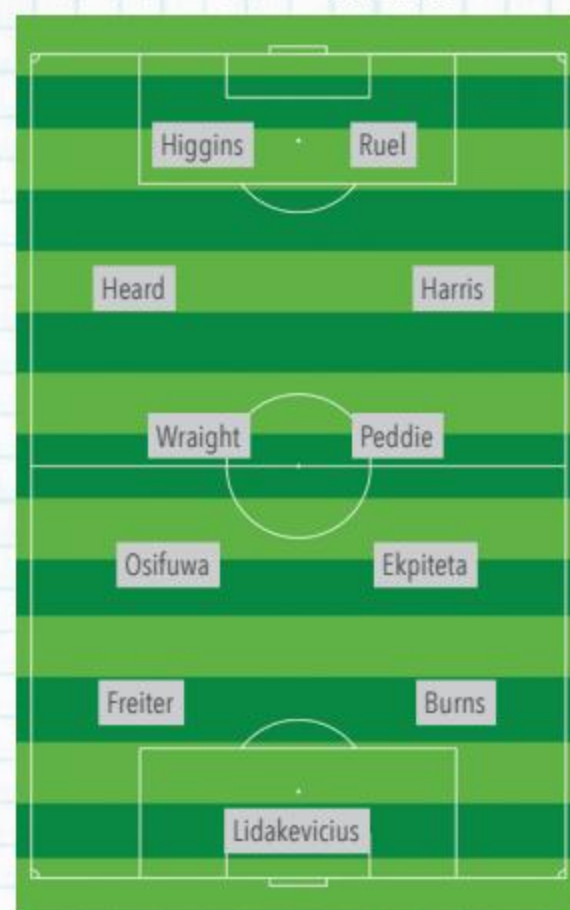 Higgins Ruel
Heard Harris
Wraight Peddie
Osifuwa Ekpiteta
Freiter Burns
Lidakevicius